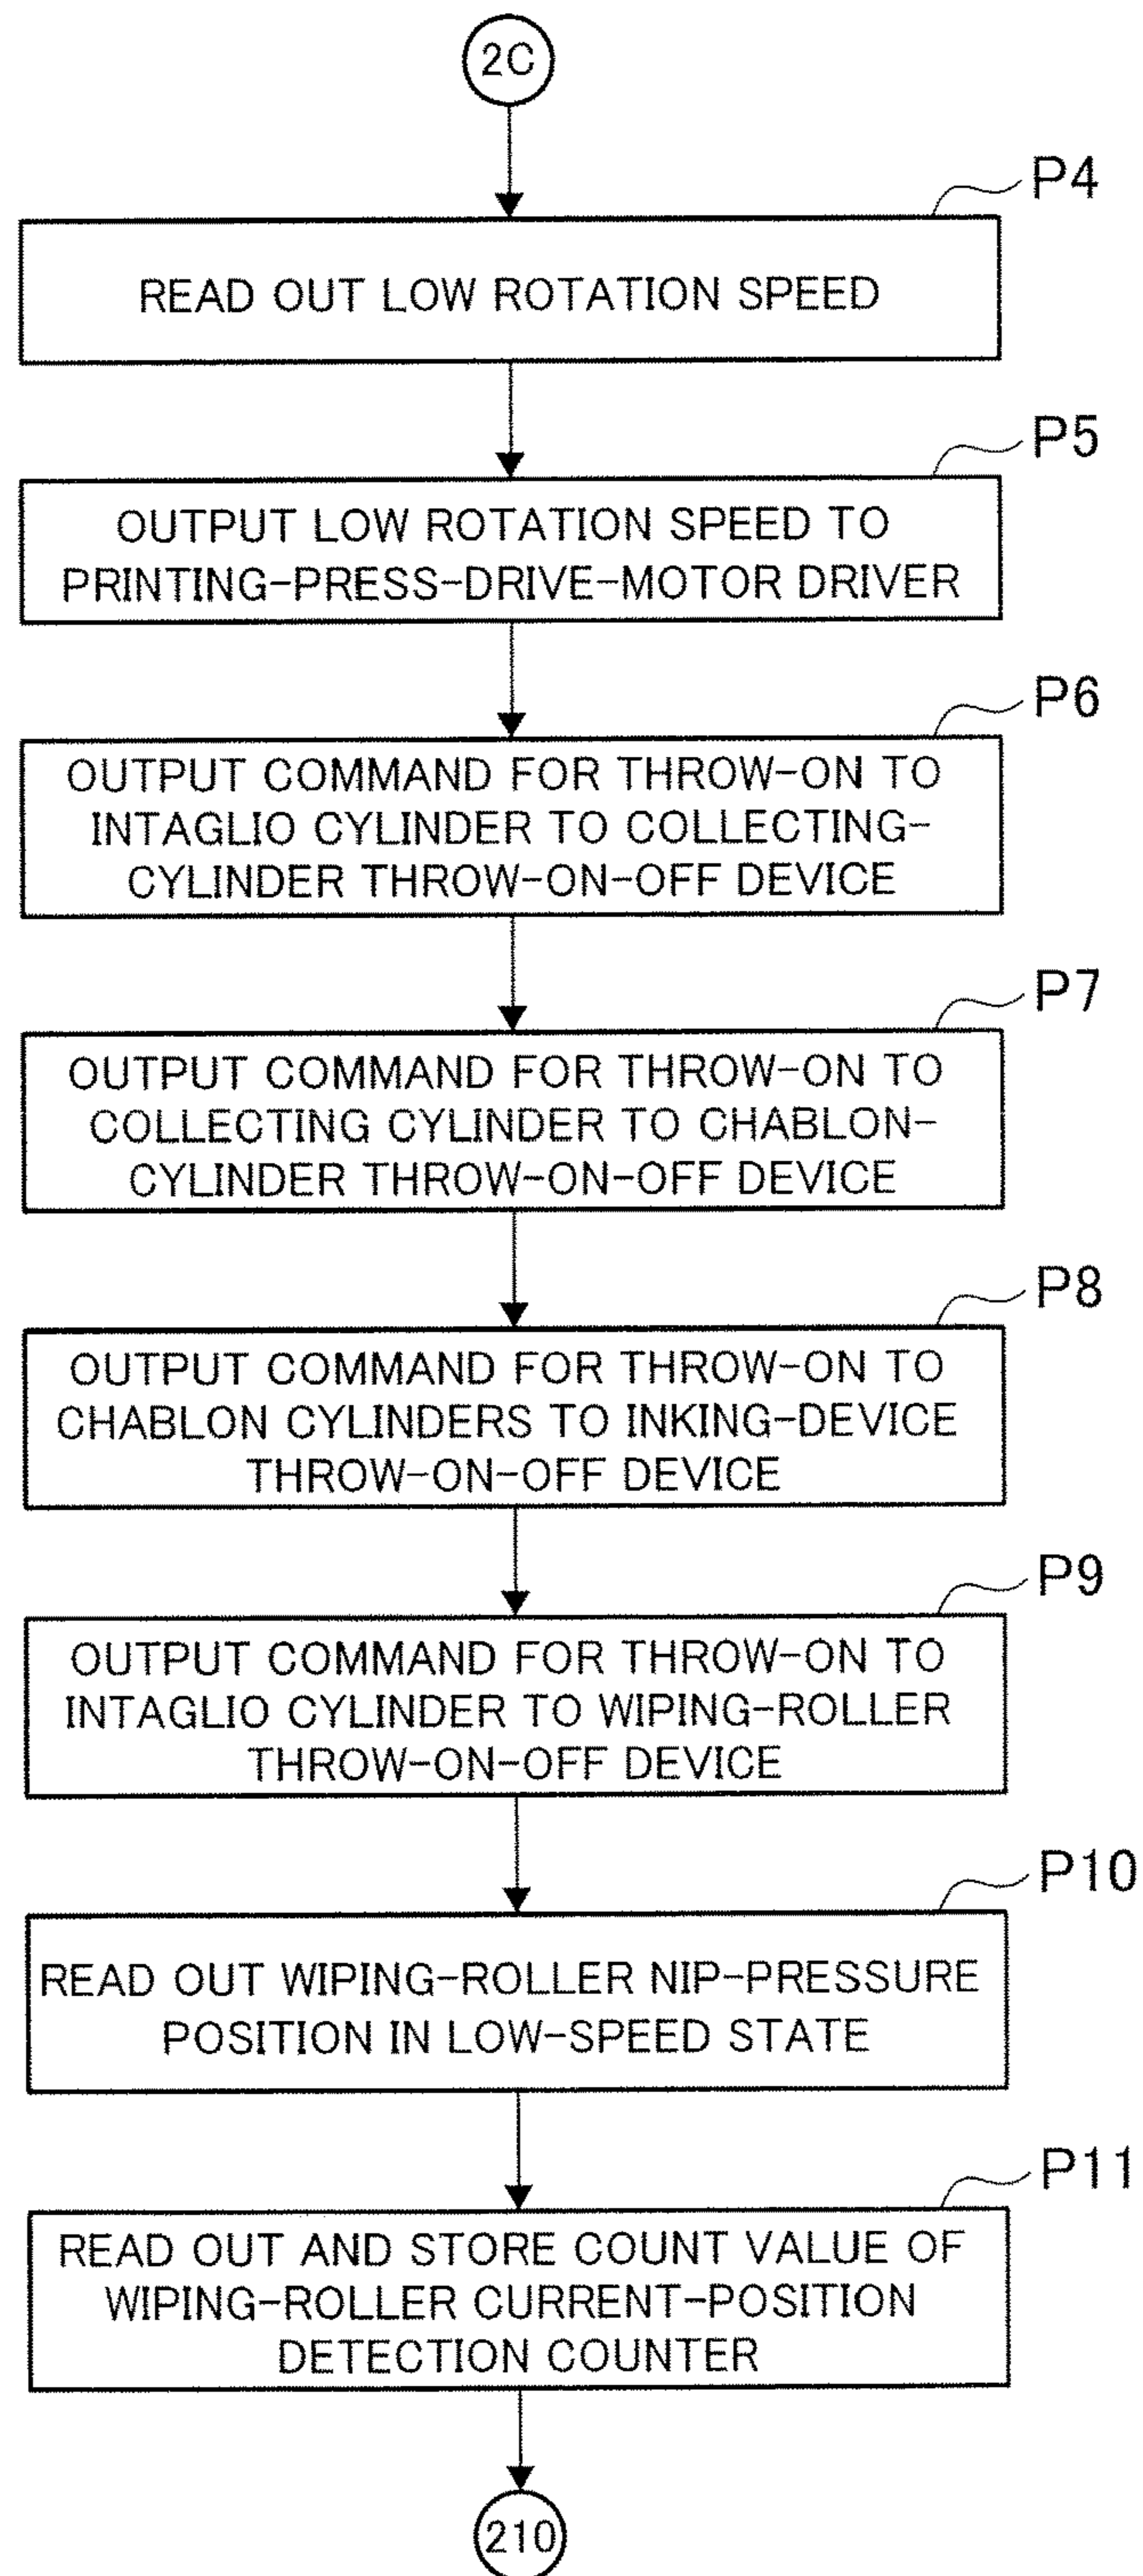 2C
P4
READ OUT LOW ROTATION SPEED
P5
OUTPUT LOW ROTATION SPEED TO
PRINTING-PRESS-DRIVE-MOTOR DRIVER
P6
OUTPUT COMMAND FOR THROW-ON TO
INTAGLIO CYLINDER TO COLLECTING-
CYLINDER THROW-ON-OFF DEVICE
P7
OUTPUT COMMAND FOR THROW-ON TO
COLLECTING CYLINDER TO CHABLON-
CYLINDER THROW-ON-OFF DEVICE
P8
OUTPUT COMMAND FOR THROW-ON TO
CHABLON CYLINDERS TO INKING-DEVICE
THROW-ON-OFF DEVICE
P9
OUTPUT COMMAND FOR THROW-ON TO
INTAGLIO CYLINDER TO WIPING-ROLLER
THROW-ON-OFF DEVICE
P10
READ OUT WIPING-ROLLER NIP-PRESSURE
POSITION IN LOW-SPEED STATE
P11
READ OUT AND STORE COUNT VALUE OF
WIPING-ROLLER CURRENT-POSITION
DETECTION COUNTER
210